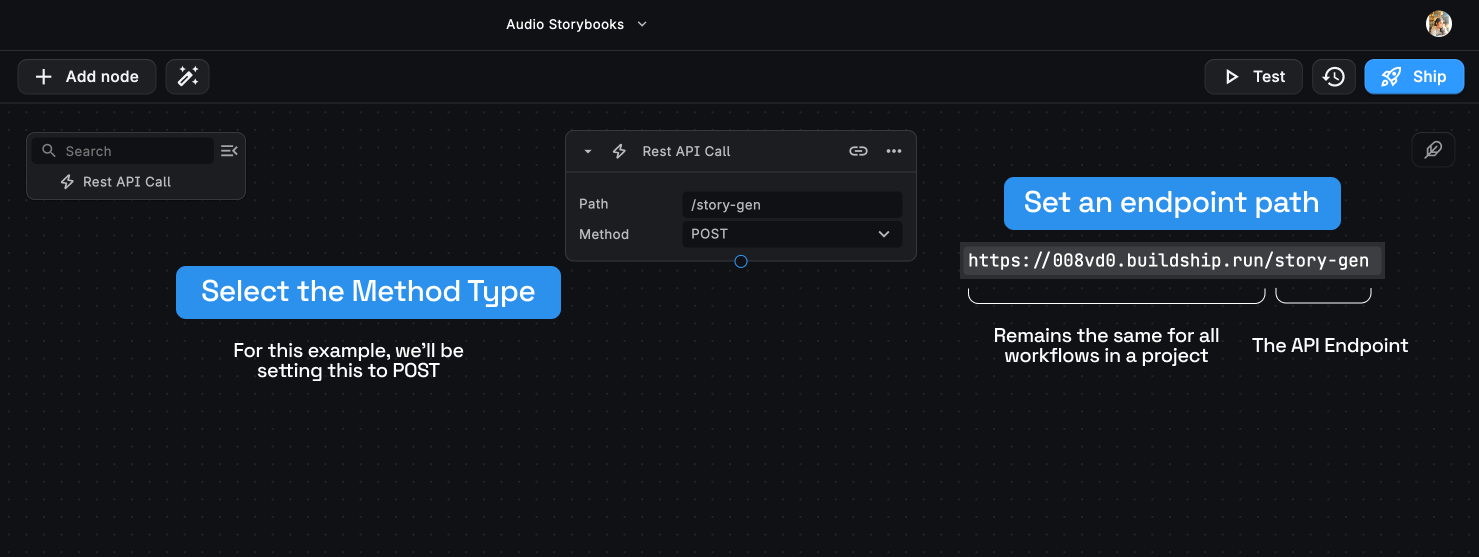 Audio Storybooks
Add node
Test
Ship
Search
Rest API Call
Rest API Call
Path
/story-gen
Method
POST
Select the Method Type
For this example, we'll be
setting this to POST
Set an endpoint path
https://008vd0.buildship.run/story-gen
Remains the same for all
workflows in a project
The API Endpoint